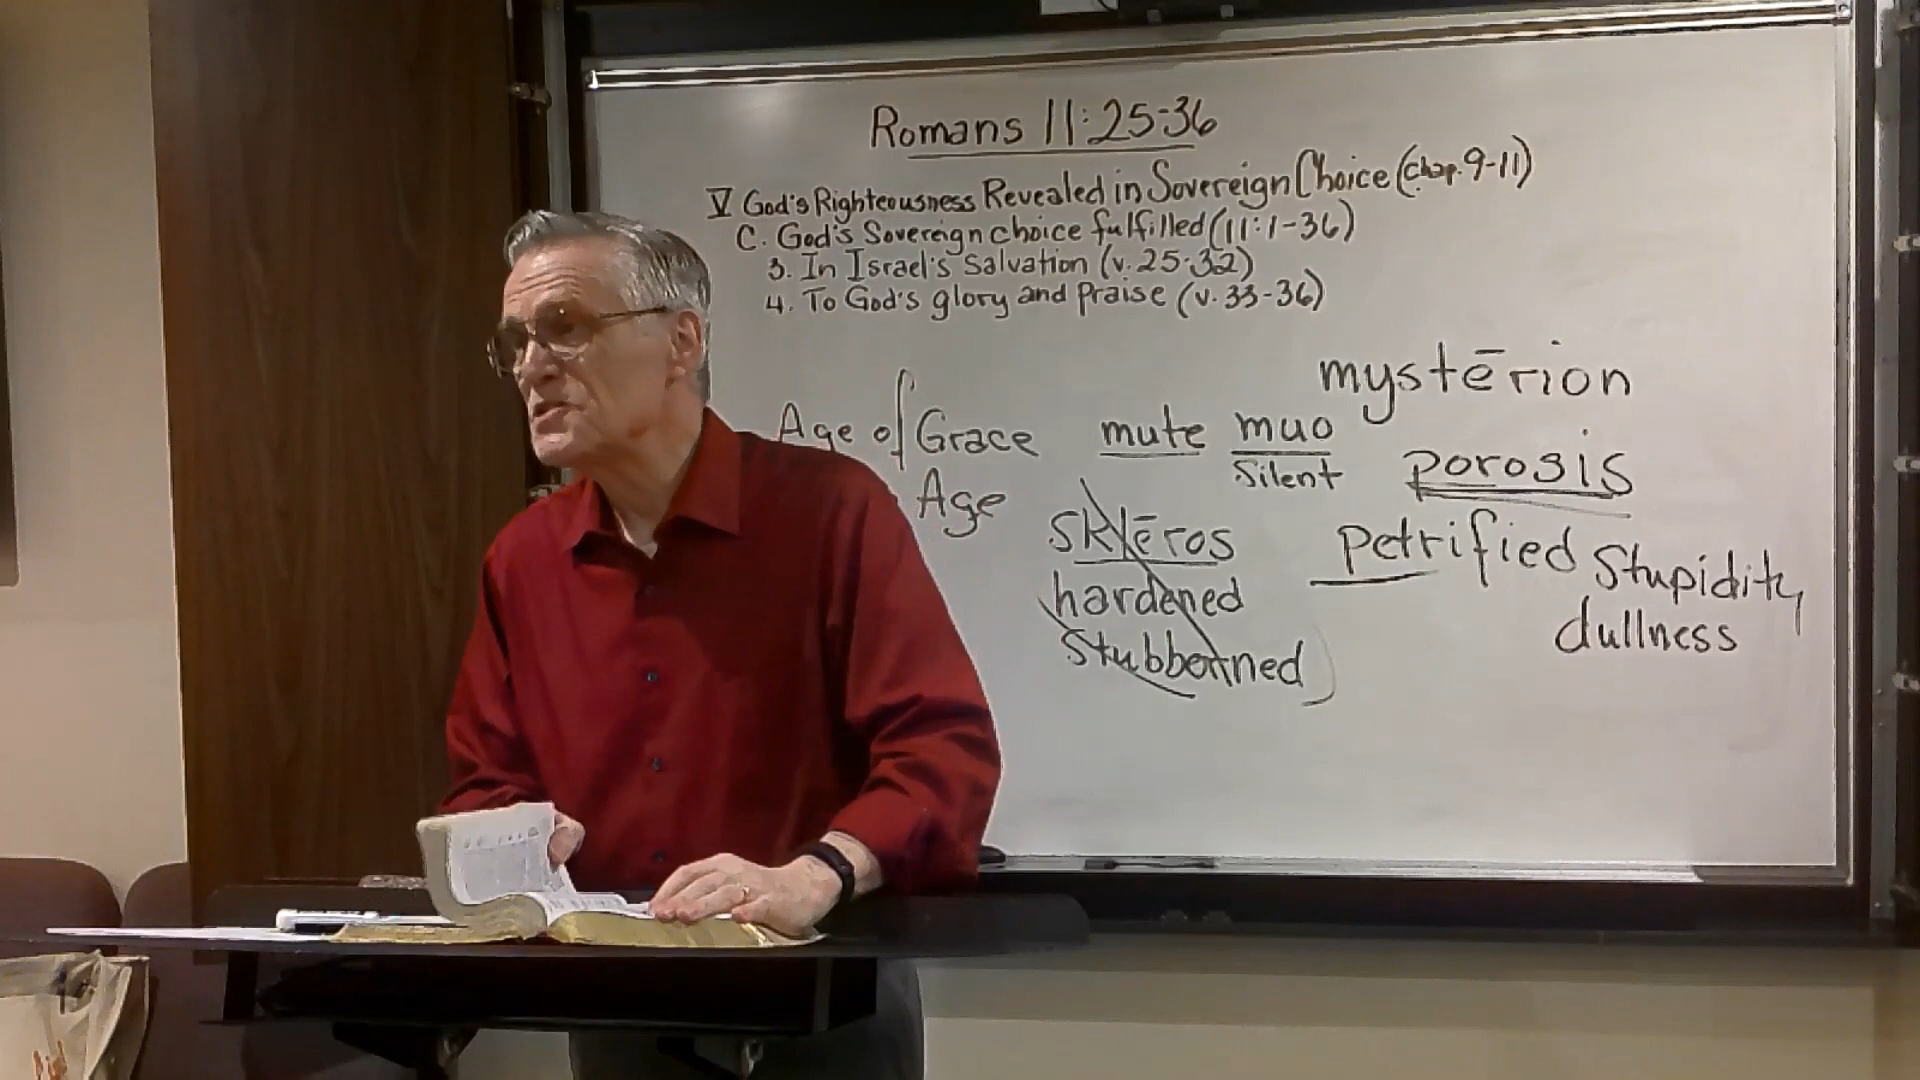 Romans 11:25-36
V God's Righteousness Revealed in Sovereign Choice (chap. 9-11)
C. God's Sovereign choice fulfilled (11:1-36)
3. In Israel's Salvation (v. 25-32)
4. To God's glory and Praise (v. 33-36)
mystērion
Age of Grace mute muo
Silent
porosis
Age
sklēros
hardened
Stubborned
petrified Stupidity
dullness